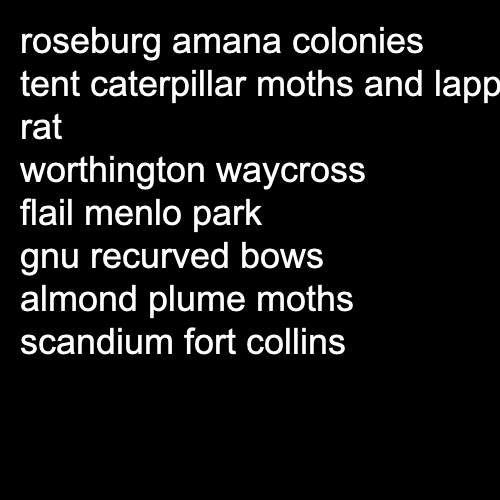 roseburg amana colonies
tent caterpillar moths and lapp
rat
worthington waycross
flail menlo park
gnu recurved bows
almond plume moths
scandium fort collins